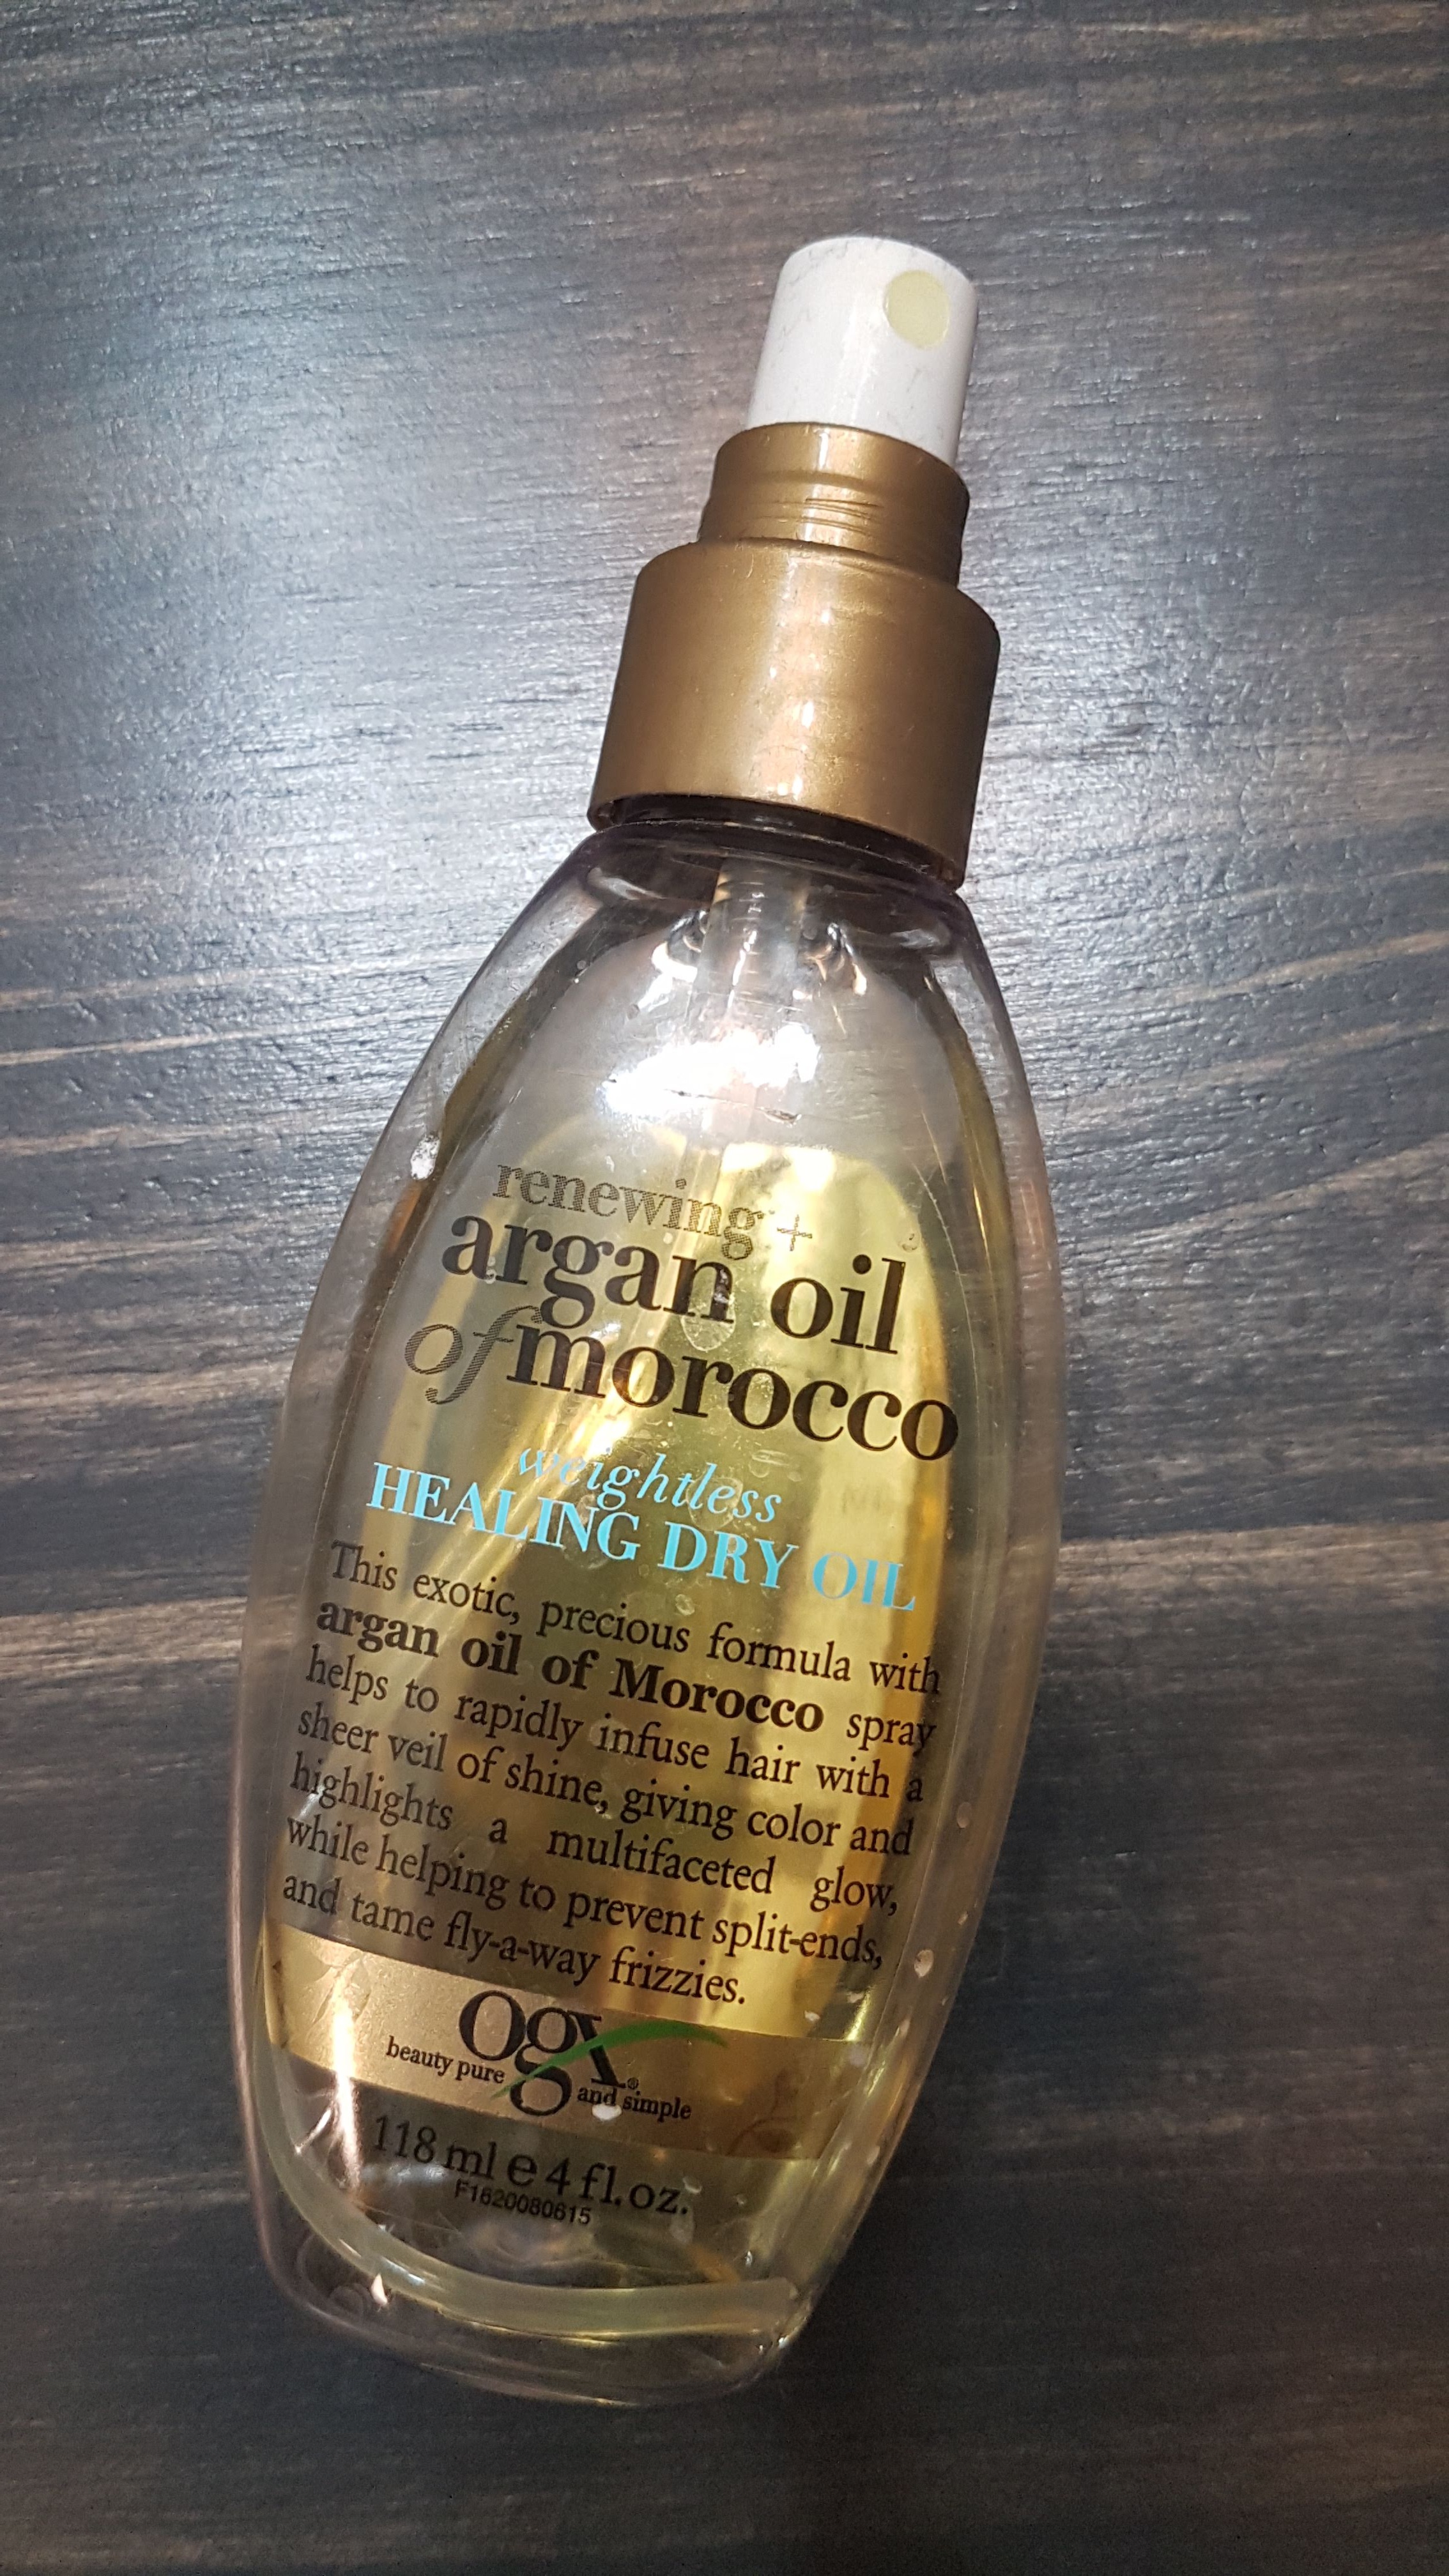 renewing +
argan oil
of morocco
weightless
HEALING DRY OIL
This exotic, precious formula with
argan oil of Morocco spray
helps to rapidly infuse hair with a
sheer veil of shine, giving color and
highlights a multifaceted glow,
while helping to prevent split-ends,
and tame fly-a-way frizzies.
ogx®
beauty pure and simple
118 ml e 4 fl. oz.
F1620080615